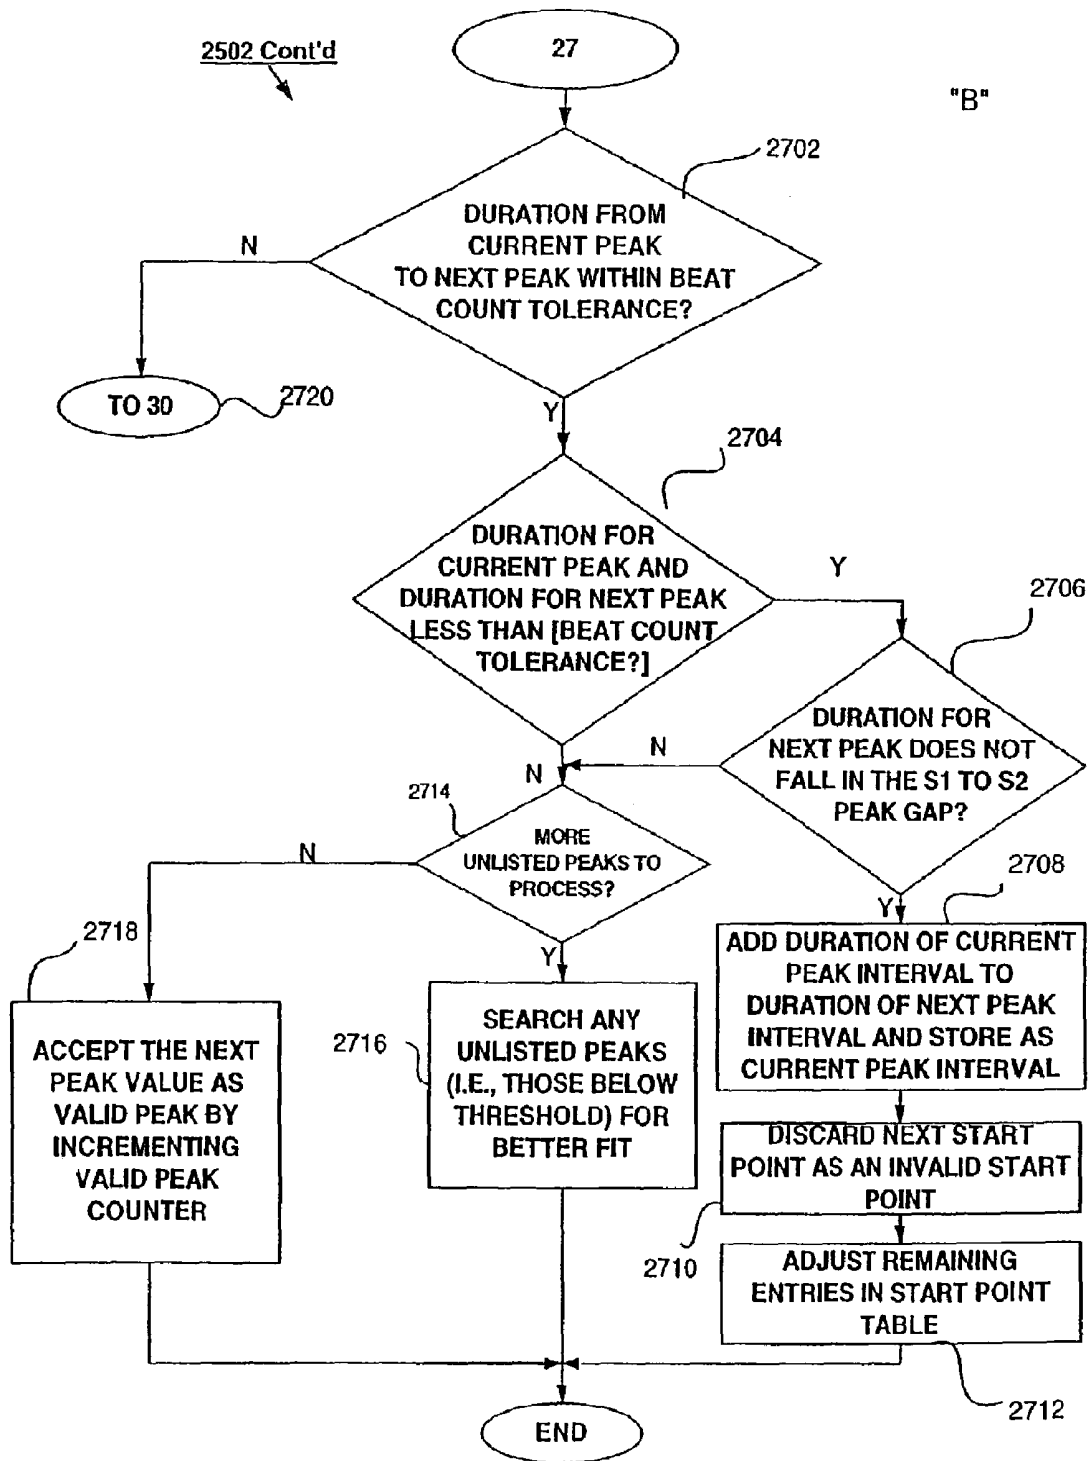 2502 Cont'd
27
"B"
2702
DURATION FROM
CURRENT PEAK
TO NEXT PEAK WITHIN BEAT
COUNT TOLERANCE?
N
TO 30
2720
Y
2704
DURATION FOR
CURRENT PEAK AND
DURATION FOR NEXT PEAK
LESS THAN [BEAT COUNT
TOLERANCE?]
Y
2706
DURATION FOR
NEXT PEAK DOES NOT
FALL IN THE S1 TO S2
PEAK GAP?
N
N
2714
MORE
UNLISTED PEAKS TO
PROCESS?
N
Y
Y
2708
ADD DURATION OF CURRENT
PEAK INTERVAL TO
DURATION OF NEXT PEAK
INTERVAL AND STORE AS
CURRENT PEAK INTERVAL
2718
ACCEPT THE NEXT
PEAK VALUE AS
VALID PEAK BY
INCREMENTING
VALID PEAK
COUNTER
2716
SEARCH ANY
UNLISTED PEAKS
(I.E., THOSE BELOW
THRESHOLD) FOR
BETTER FIT
DISCARD NEXT START
POINT AS AN INVALID START
POINT
2710
ADJUST REMAINING
ENTRIES IN START POINT
TABLE
2712
END